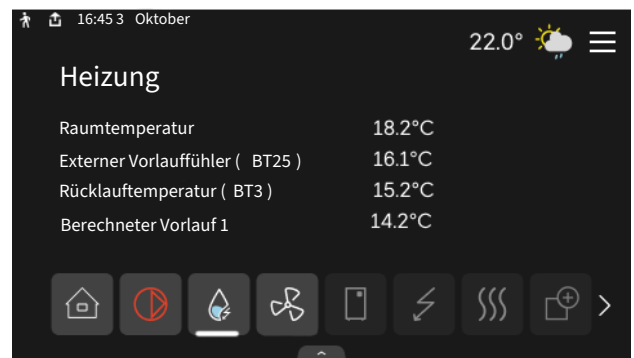 16:45 3 Oktober
22.0°
Heizung
Raumtemperatur 18.2°C
Externer Vorlauffühler ( BT25 ) 16.1°C
Rücklauftemperatur ( BT3 ) 15.2°C
Berechneter Vorlauf 1 14.2°C